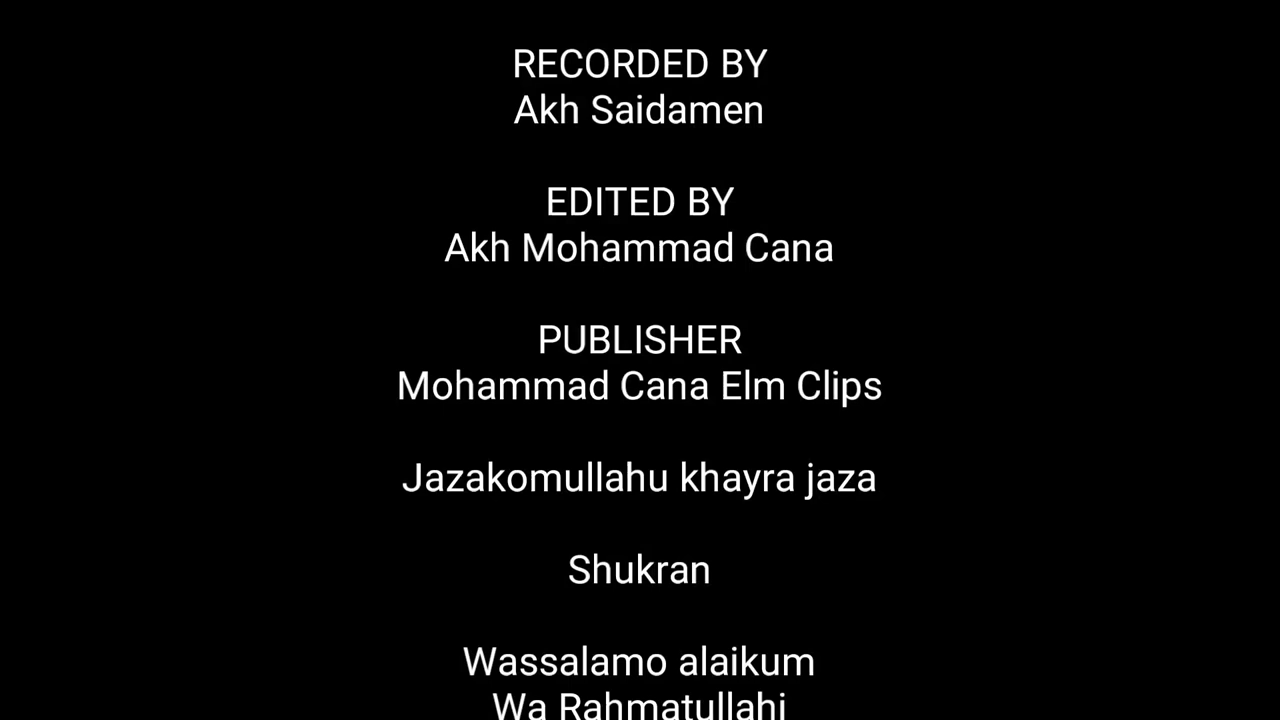 RECORDED BY
Akh Saidamen
EDITED BY
Akh Mohammad Cana
PUBLISHER
Mohammad Cana Elm Clips
Jazakomullahu khayra jaza
Shukran
Wassalamo alaikum
Wa Rahmatullahi